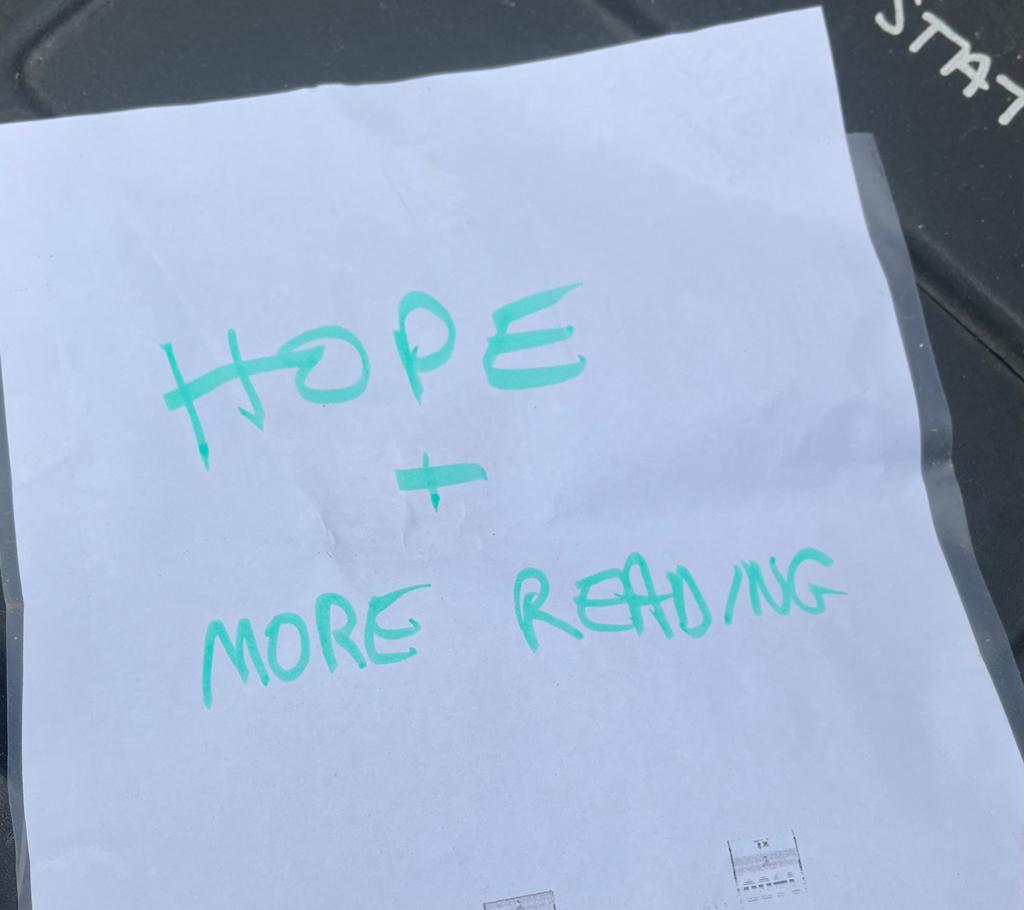 STAT
HOPE
+
MORE READING